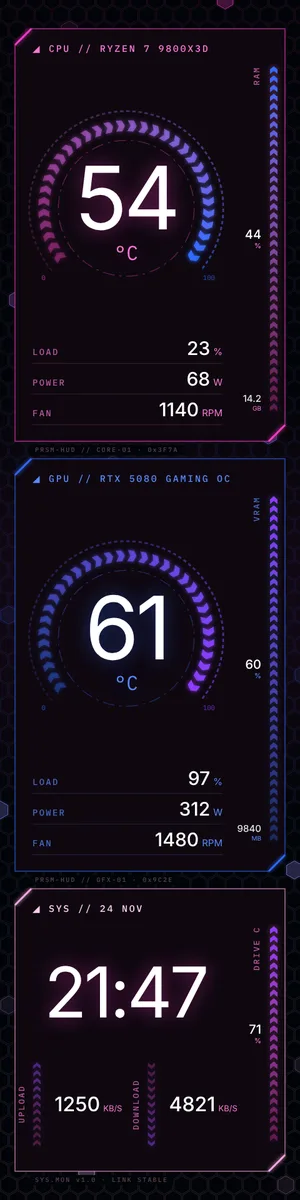 CPU // RYZEN 7 9800X3D
RAM
54
°C
0 100
44
%
LOAD 23 %
POWER 68 W
14.2
GB
FAN 1140 RPM
PRSM-HUD // CORE-01 · 0x3F7A
GPU // RTX 5080 GAMING OC
VRAM
61
°C
0 100
60
%
LOAD 97 %
POWER 312 W
9840
MB
FAN 1480 RPM
PRSM-HUD // GFX-01 · 0x9C2E
SYS // 24 NOV
DRIVE C
21:47
71
%
UPLOAD
1250 KB/S
DOWNLOAD
4821 KB/S
SYS.MON v1.0 · LINK STABLE